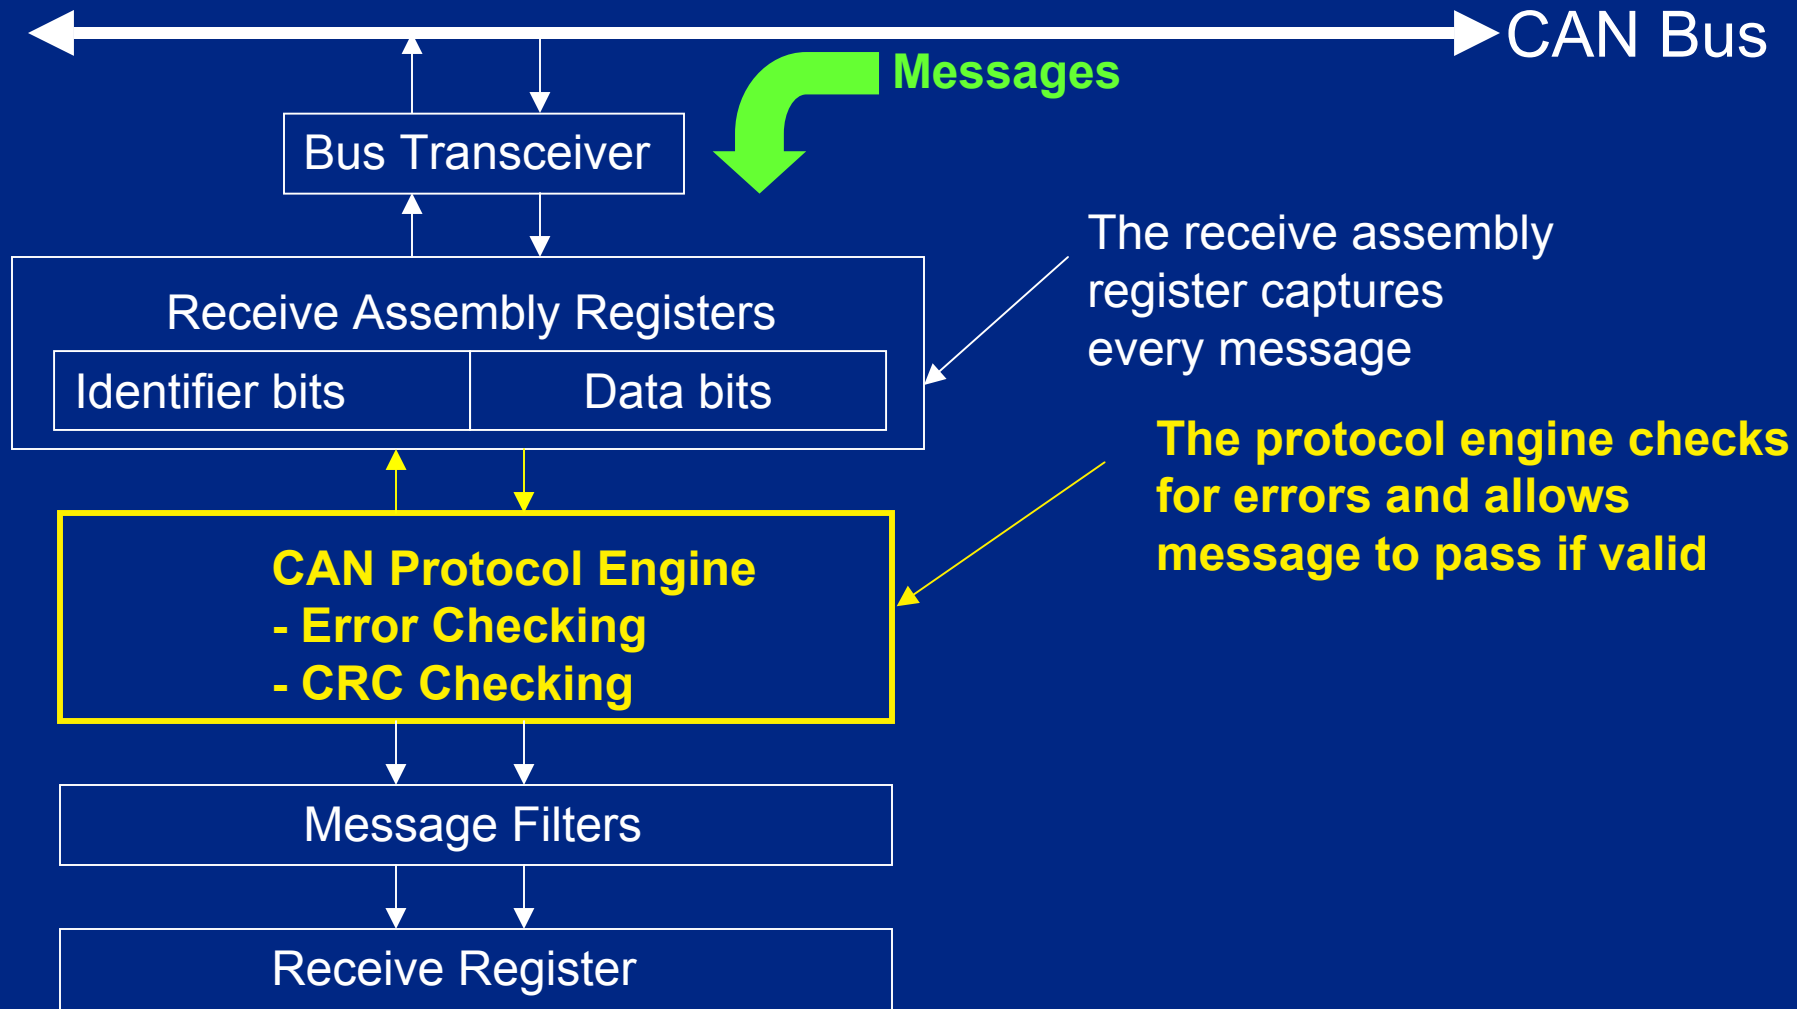 CAN Bus
Messages
Bus Transceiver
The receive assembly
register captures
every message
Receive Assembly Registers
Identifier bits
Data bits
The protocol engine checks
for errors and allows
message to pass if valid
CAN Protocol Engine
- Error Checking
- CRC Checking
Message Filters
Receive Register